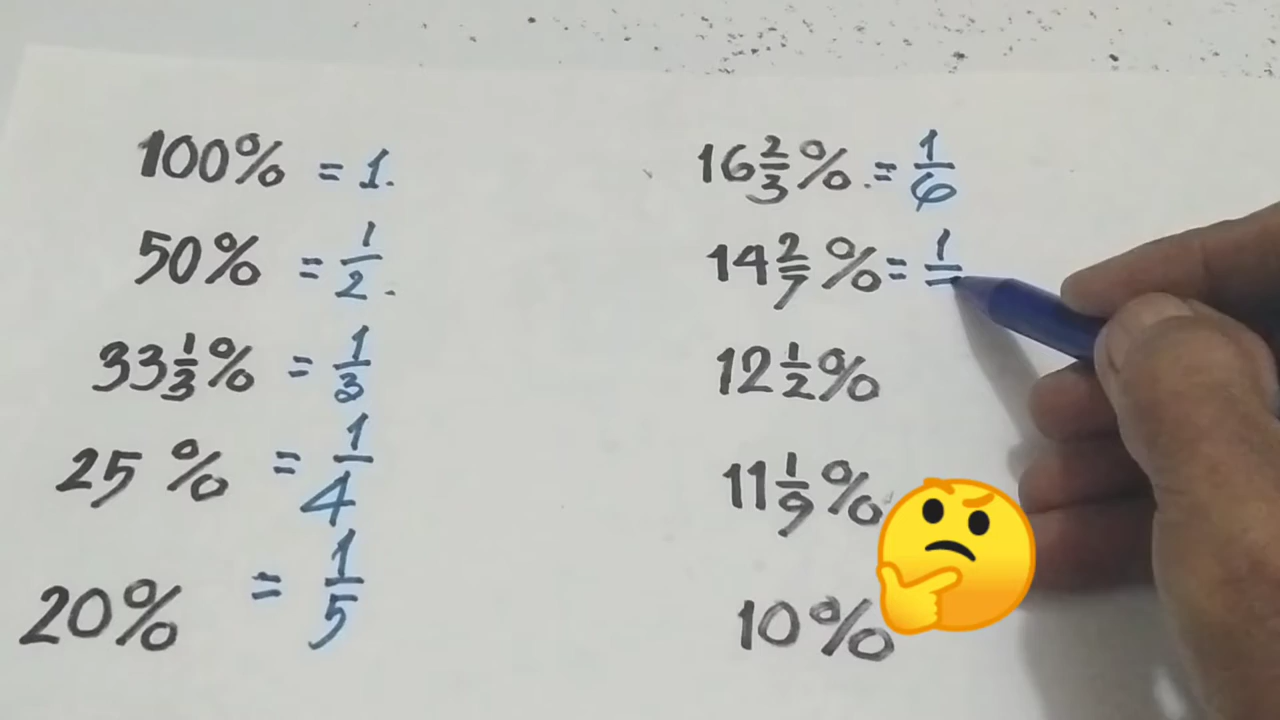 100% = 1.
50% = 1/2.
33 1/3% = 1/3
25 % = 1/4
20% = 1/5
16 2/3% .= 1/6
14 2/7% = 1/
12 1/2%
11 1/9%
10%